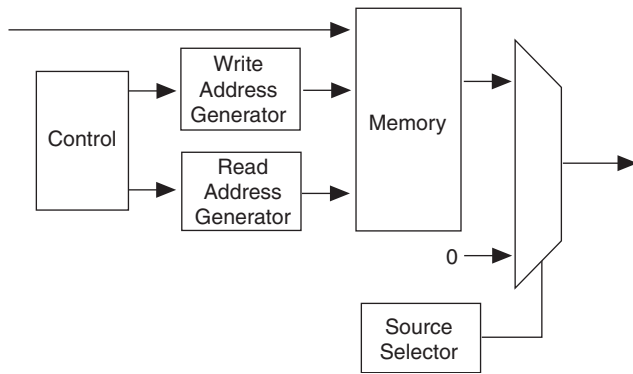 Write
Address
Generator
Control
Memory
Read
Address
Generator
0
Source
Selector